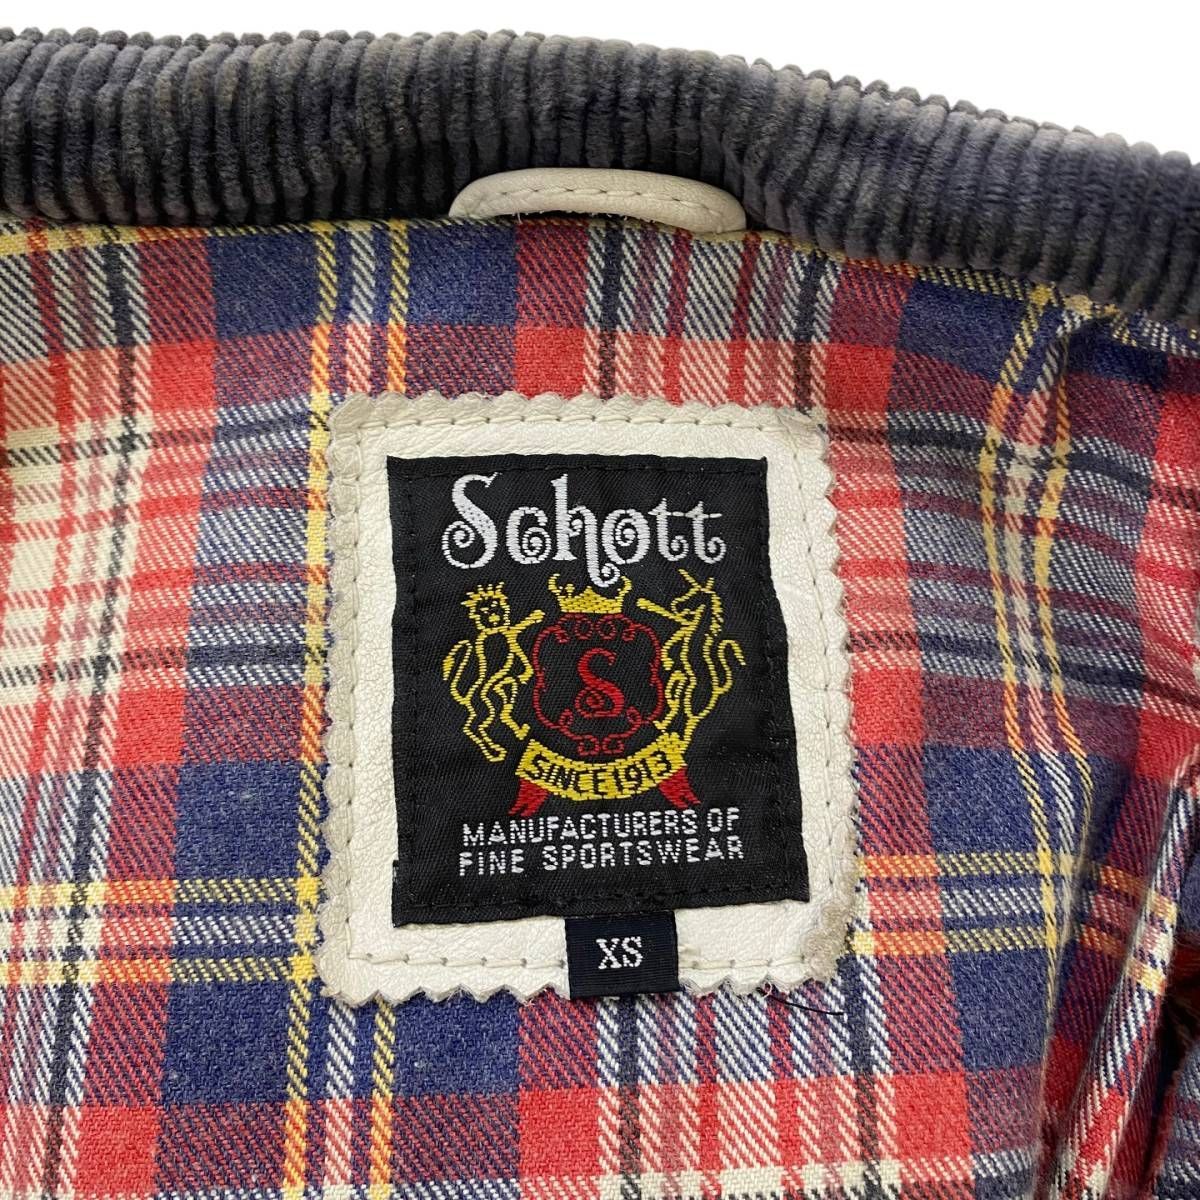 Schott
S
SINCE 1913
MANUFACTURERS OF
FINE SPORTSWEAR
XS